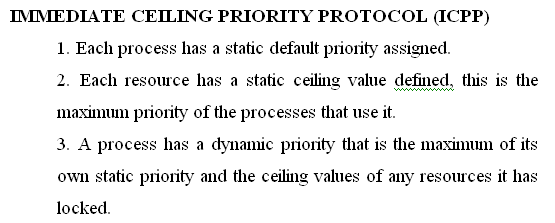 IMMEDIATE CEILING PRIORITY PROTOCOL (ICPP)
1. Each process has a static default priority assigned.
2. Each resource has a static ceiling value defined, this is the
maximum priority of the processes that use it.
3. A process has a dynamic priority that is the maximum of its
own static priority and the ceiling values of any resources it has
locked.